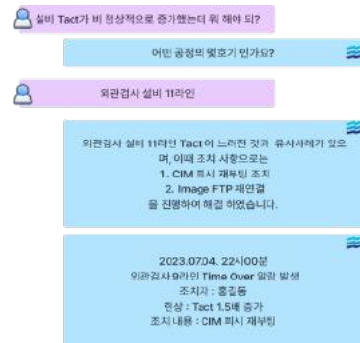 설비 Tact가 비 정상적으로 증가했는데 뭐 해야 되?
어떤 공정의 몇호기 인가요?
외관검사 설비 11라인
외관검사 설비 11라인 Tact이 느려진 것과 유사사례가 있으
며, 이때 조치 사항으로는
1. CIM 피시 재부팅 조치
2. Image FTP 재연결
을 진행하여 해결 하였습니다.
2023.07.04. 22시00분
외관검사 9라인 Time Over 알람 발생
조치자 : 홍길동
현상 : Tact 1.5배 증가
조치 내용 : CIM 피시 재부팅